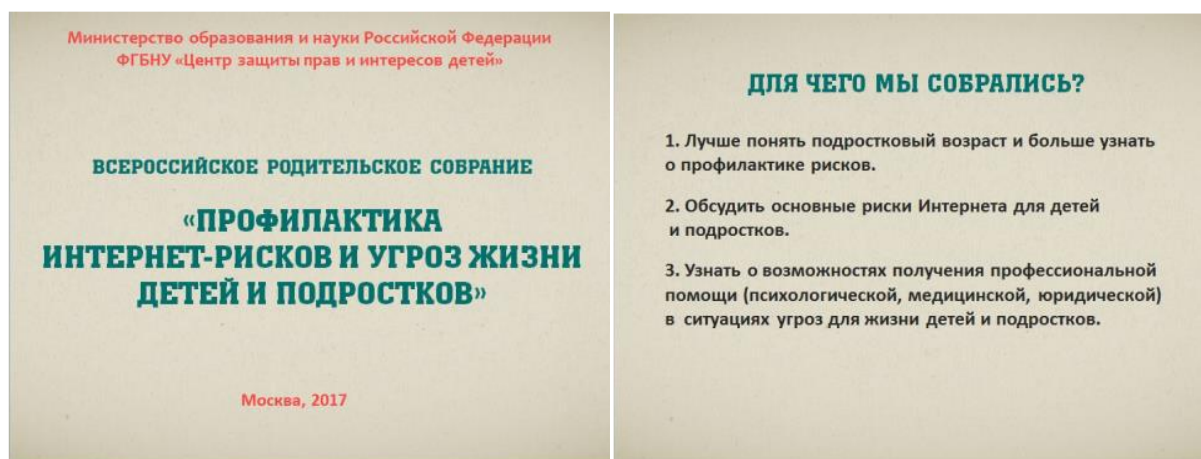 Министерство образования и науки Российской Федерации
ФГБНУ «Центр защиты прав и интересов детей»
ВСЕРОССИЙСКОЕ РОДИТЕЛЬСКОЕ СОБРАНИЕ
«ПРОФИЛАКТИКА
ИНТЕРНЕТ-РИСКОВ И УГРОЗ ЖИЗНИ
ДЕТЕЙ И ПОДРОСТКОВ»
Москва, 2017
ДЛЯ ЧЕГО МЫ СОБРАЛИСЬ?
1. Лучше понять подростковый возраст и больше узнать
о профилактике рисков.
2. Обсудить основные риски Интернета для детей
и подростков.
3. Узнать о возможностях получения профессиональной
помощи (психологической, медицинской, юридической)
в ситуациях угроз для жизни детей и подростков.